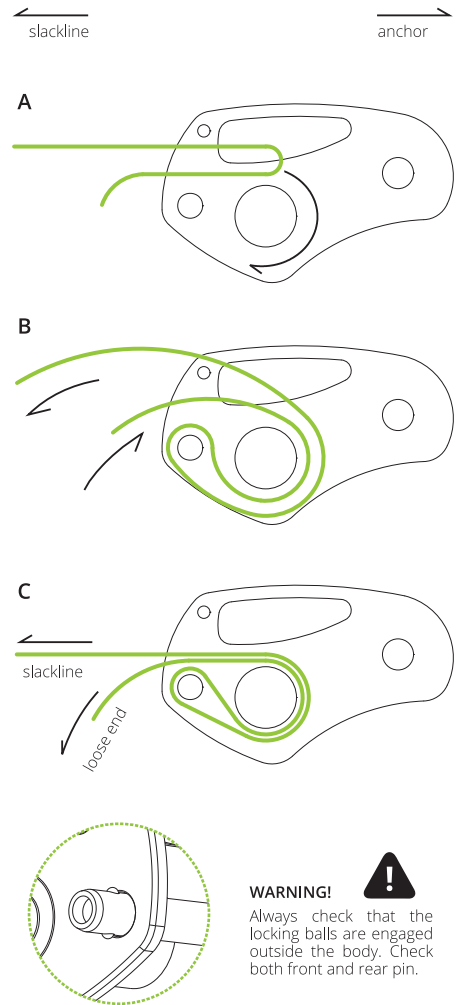 slackline
anchor
A
B
C
slackline
loose end
WARNING!
Always check that the
locking balls are engaged
outside the body. Check
both front and rear pin.